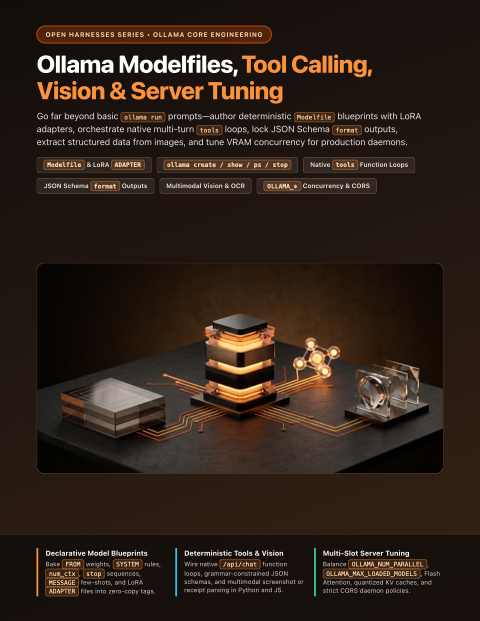 OPEN HARNESSES SERIES • OLLAMA CORE ENGINEERING
Ollama Modelfiles, Tool Calling,
Vision & Server Tuning
Go far beyond basic ollama run prompts—author deterministic Modelfile blueprints with LoRA
adapters, orchestrate native multi-turn tools loops, lock JSON Schema format outputs,
extract structured data from images, and tune VRAM concurrency for production daemons.
Modelfile & LoRA ADAPTER
ollama create / show / ps / stop
Native tools Function Loops
JSON Schema format Outputs
Multimodal Vision & OCR
OLLAMA_* Concurrency & CORS
Declarative Model Blueprints
Bake FROM weights, SYSTEM rules,
num_ctx, stop sequences,
MESSAGE few-shots, and LoRA
ADAPTER files into zero-copy tags.
Deterministic Tools & Vision
Wire native /api/chat function
loops, grammar-constrained JSON
schemas, and multimodal screenshot or
receipt parsing in Python and JS.
Multi-Slot Server Tuning
Balance OLLAMA_NUM_PARALLEL,
OLLAMA_MAX_LOADED_MODELS, Flash
Attention, quantized KV caches, and
strict CORS daemon policies.